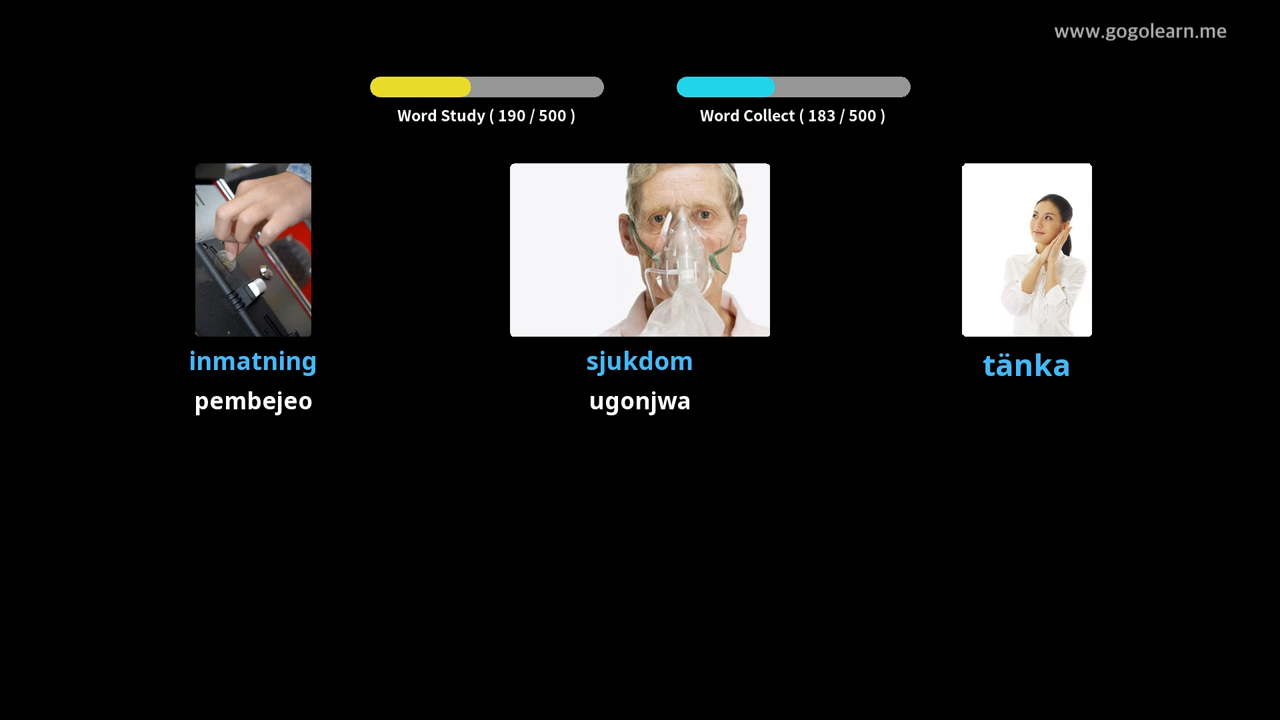 www.gogolearn.me
Word Study ( 190 / 500 )
Word Collect ( 183 / 500 )
inmatning
pembejeo
sjukdom
ugonjwa
tänka